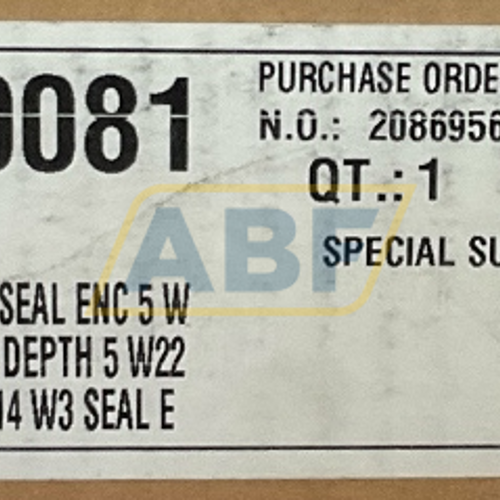 0081
PURCHASE ORDE
N.O.: 2086956
QT.: 1
SPECIAL SU
ABF
SEAL ENC 5 W
DEPTH 5 W22
14 W3 SEAL E